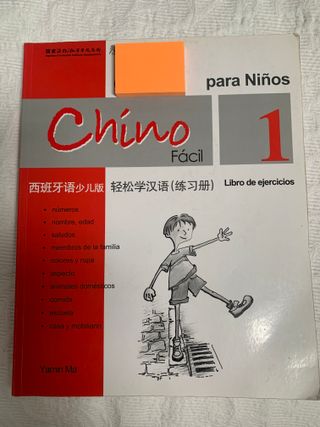 para Niños
Chino
Fácil
1
西班牙语少儿版 轻松学汉语(练习册)
Libro de ejercicios
• números
• nombre, edad
• saludos
• miembros de la familia
• colores y ropa
• aspecto
• animales domésticos
• comida
• escuela
• casa y mobiliario
Yamin Ma